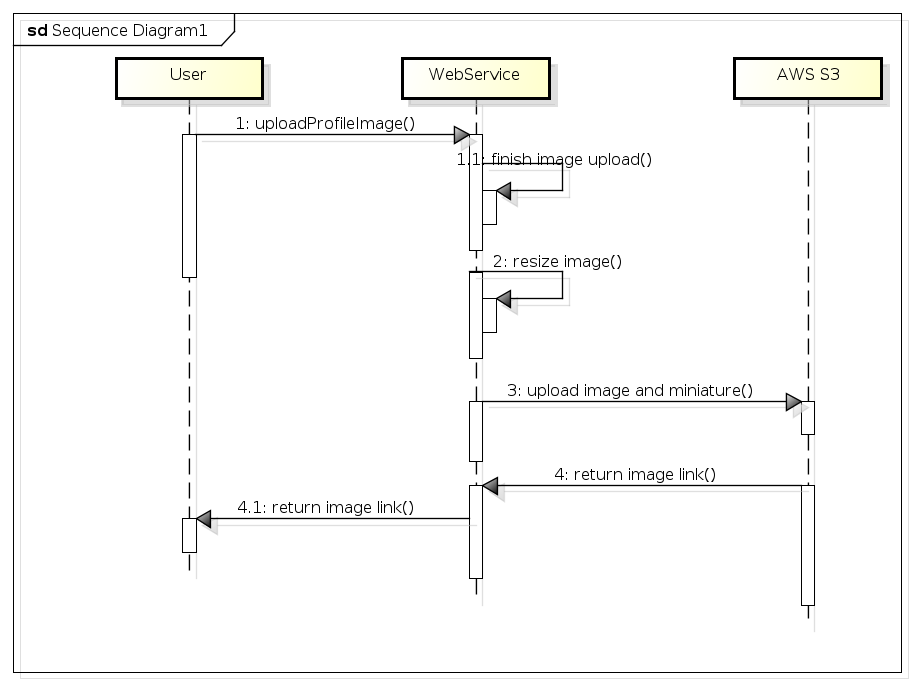 sd Sequence Diagram1
User
WebService
AWS S3
1: uploadProfileImage()
1.1: finish image upload()
2: resize image()
3: upload image and miniature()
4: return image link()
4.1: return image link()